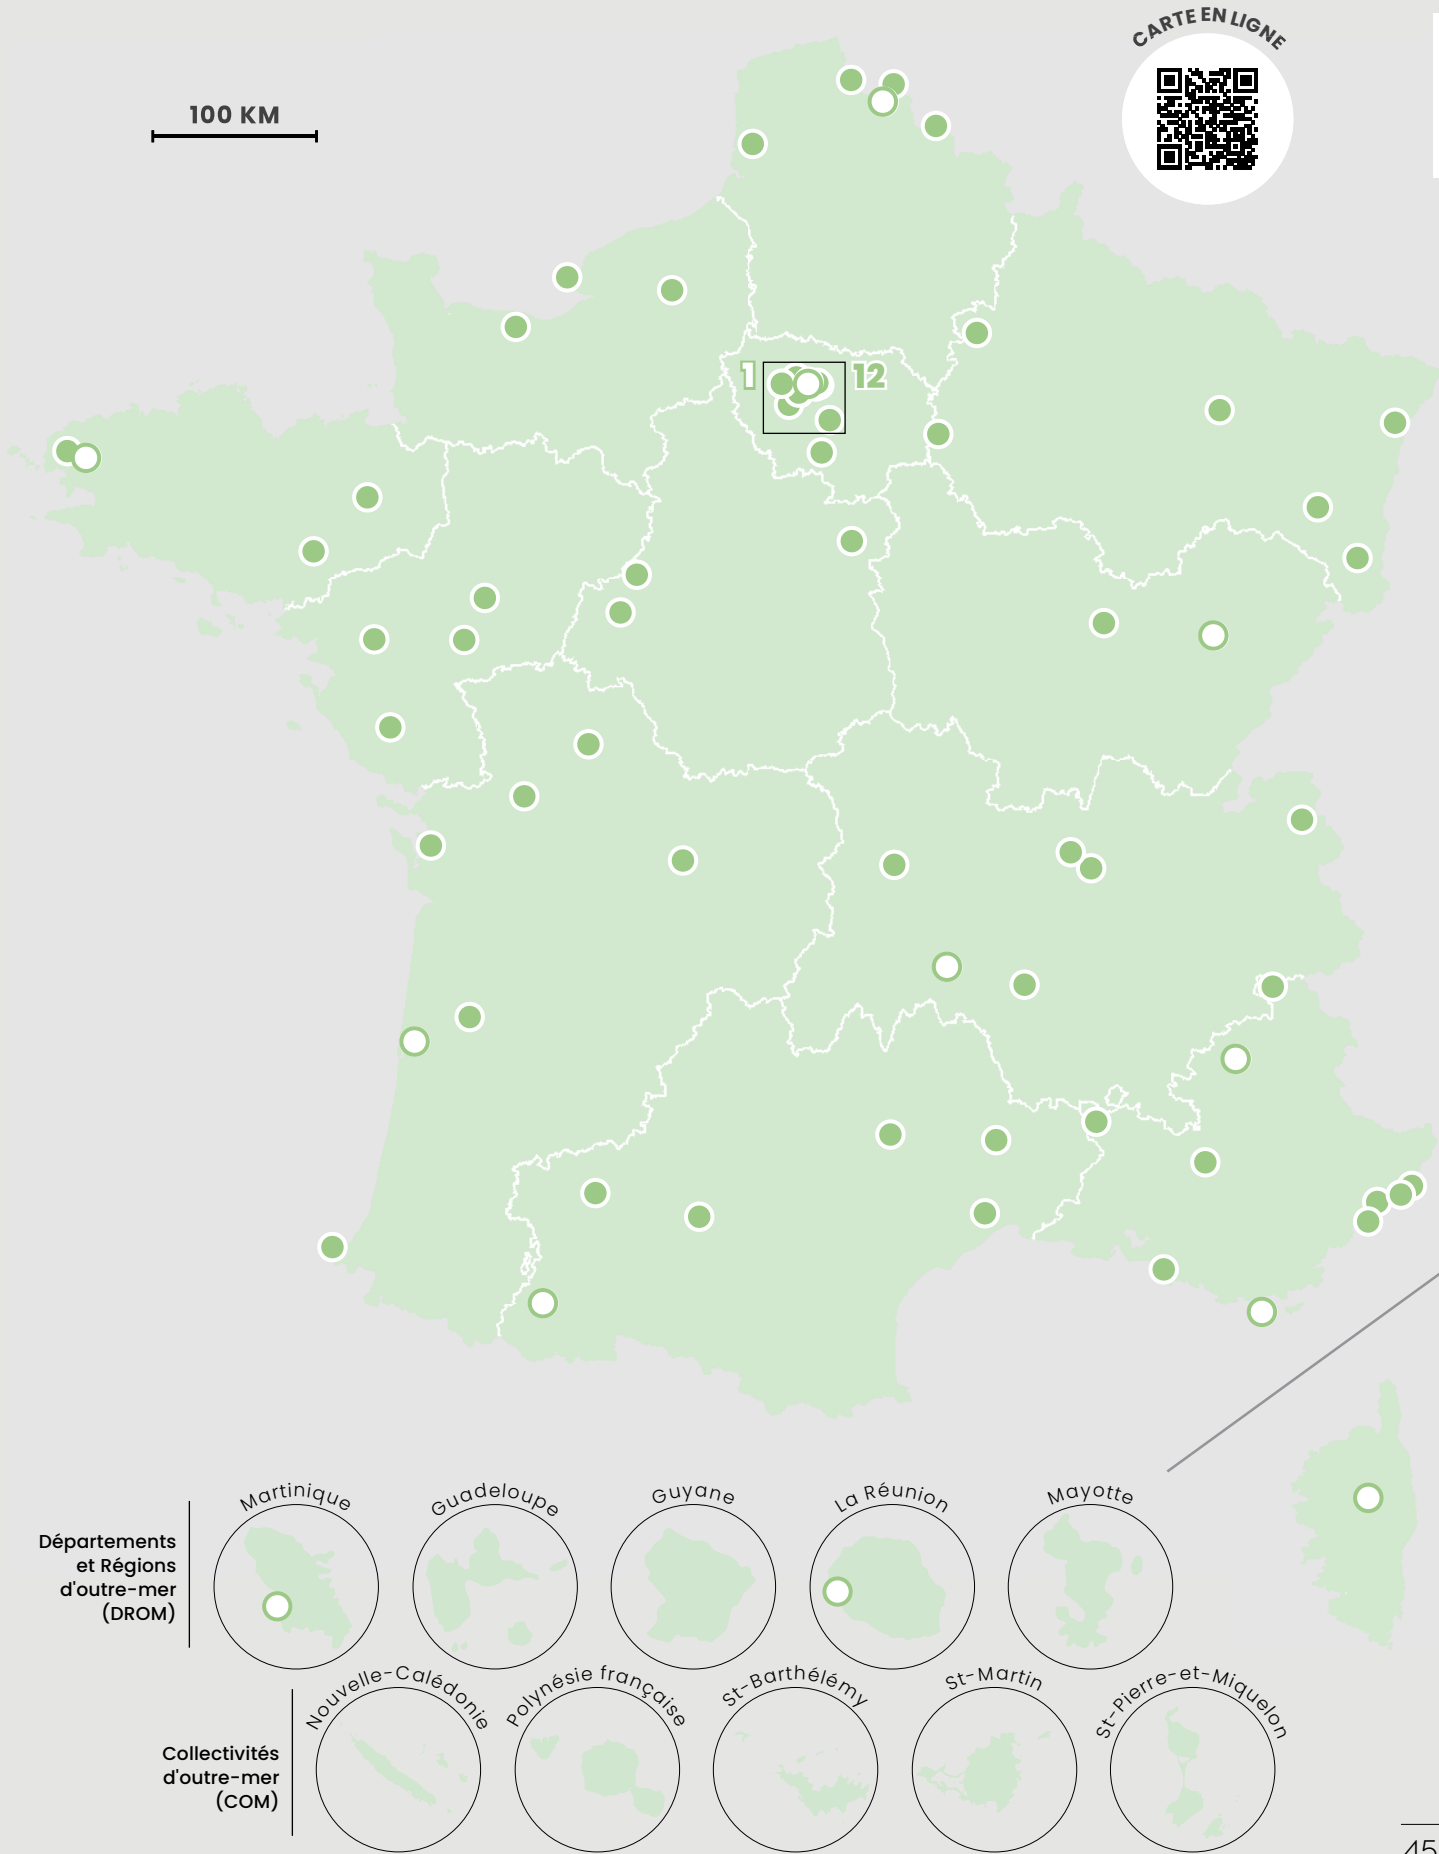 CARTE EN LIGNE
100 KM
1
12
Départements
et Régions
d'outre-mer
(DROM)
Martinique
Guadeloupe
Guyane
La Réunion
Mayotte
Collectivités
d'outre-mer
(COM)
Nouvelle-Calédonie
Polynésie française
St-Barthélémy
St-Martin
St-Pierre-et-Miquelon
45